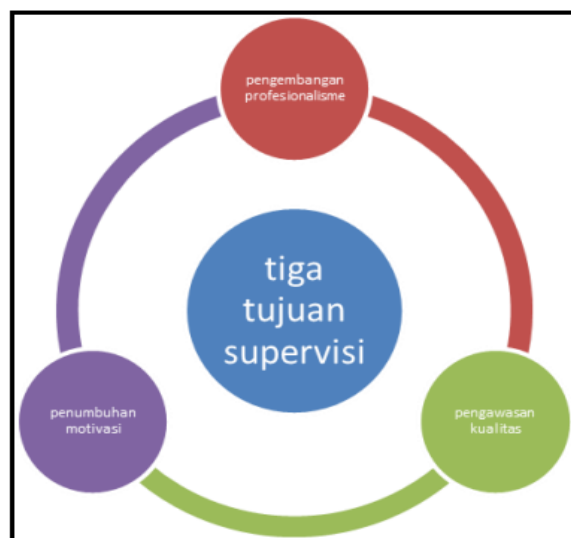 pengembangan
profesionalisme
tiga
tujuan
supervisi
penumbuhan
motivasi
pengawasan
kualitas